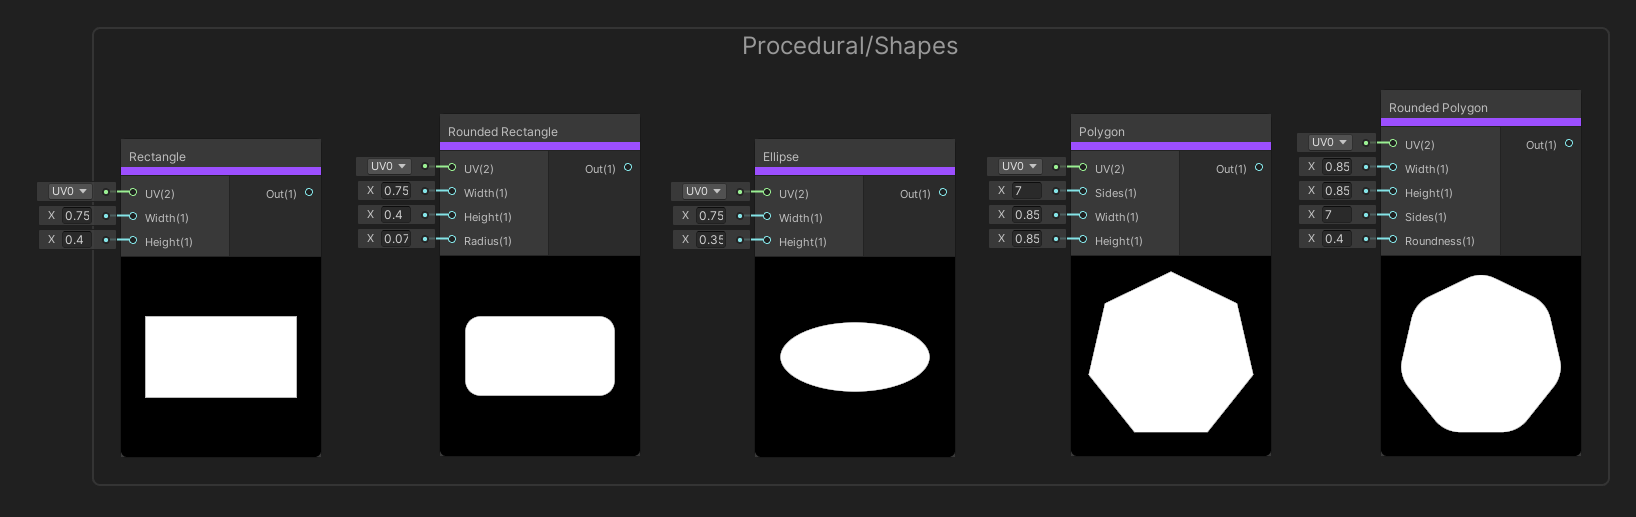 Procedural/Shapes
Rectangle
UV0 UV(2) Out(1)
X 0.75 Width(1)
X 0.4 Height(1)
Rounded Rectangle
UV0 UV(2) Out(1)
X 0.75 Width(1)
X 0.4 Height(1)
X 0.07 Radius(1)
Ellipse
UV0 UV(2) Out(1)
X 0.75 Width(1)
X 0.35 Height(1)
Polygon
UV0 UV(2) Out(1)
X 7 Sides(1)
X 0.85 Width(1)
X 0.85 Height(1)
Rounded Polygon
UV0 UV(2) Out(1)
X 0.85 Width(1)
X 0.85 Height(1)
X 7 Sides(1)
X 0.4 Roundness(1)